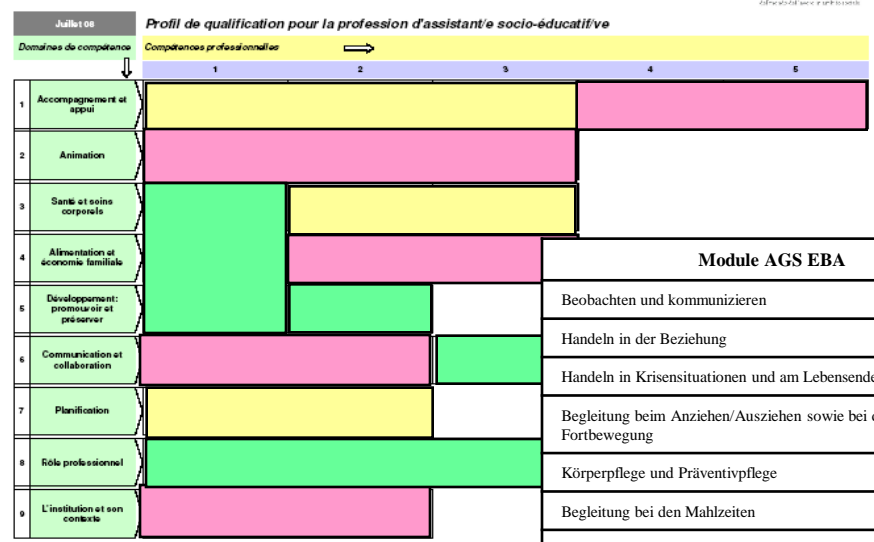 Juillet 08
Profil de qualification pour la profession d'assistant/e socio-éducatif/ve
Domaines de compétence
Compétences professionnelles
1
2
3
4
5
1
Accompagnement et
appui
2
Animation
3
Santé et soins
corporels
4
Alimentation et
économie familiale
5
Développement:
promouvoir et
préserver
6
Communication et
collaboration
7
Planification
8
Rôle professionnel
9
L'institution et son
contexte
Module AGS EBA
Beobachten und kommunizieren
Handeln in der Beziehung
Handeln in Krisensituationen und am Lebensende
Begleitung beim Anziehen/Ausziehen sowie bei
Fortbewegung
Körperpflege und Präventivpflege
Begleitung bei den Mahlzeiten